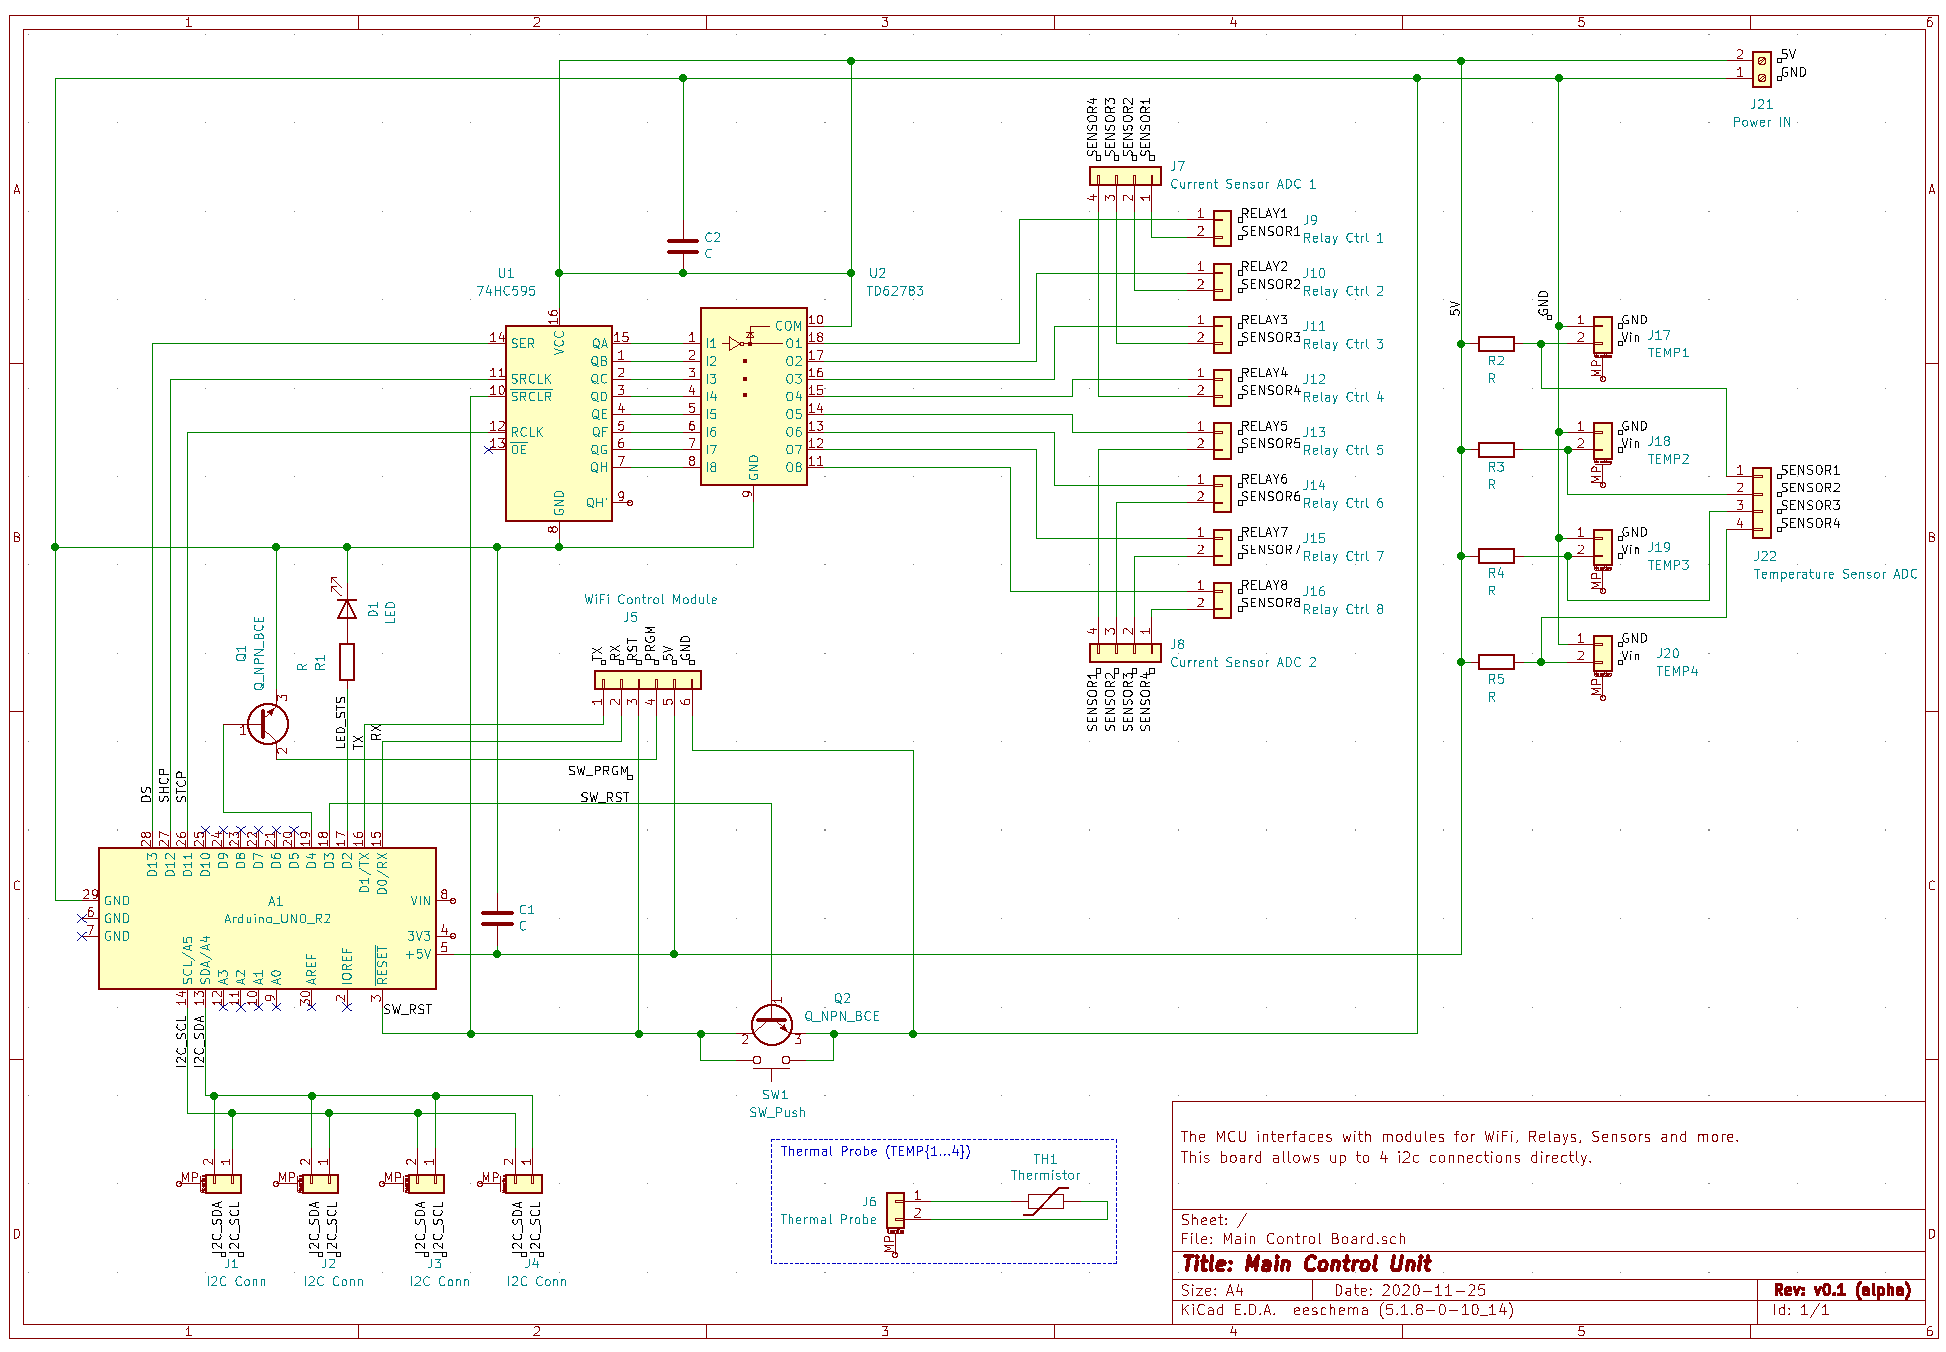 1 2 3 4 5 6
A
B
C
D
A
B
C
D
1 2 3 4 5 6
2
1
5V
GND
J21
Power IN
SENSOR4
SENSOR3
SENSOR2
SENSOR1
J7
Current Sensor ADC 1
4 3 2 1
C2
C
U1
74HC595
16
VCC
14 SER
11 SRCLK
10 SRCLR
12 RCLK
13 OE
QA 15
QB 1
QC 2
QD 3
QE 4
QF 5
QG 6
QH 7
QH' 9
GND
8
U2
TD62783
1 I1
2 I2
3 I3
4 I4
5 I5
6 I6
7 I7
8 I8
COM 10
O1 18
O2 17
O3 16
O4 15
O5 14
O6 13
O7 12
O8 11
GND
9
1 RELAY1
2 SENSOR1
J9
Relay Ctrl 1
1 RELAY2
2 SENSOR2
J10
Relay Ctrl 2
1 RELAY3
2 SENSOR3
J11
Relay Ctrl 3
1 RELAY4
2 SENSOR4
J12
Relay Ctrl 4
1 RELAY5
2 SENSOR5
J13
Relay Ctrl 5
1 RELAY6
2 SENSOR6
J14
Relay Ctrl 6
1 RELAY7
2 SENSOR7
J15
Relay Ctrl 7
1 RELAY8
2 SENSOR8
J16
Relay Ctrl 8
4 3 2 1
J8
Current Sensor ADC 2
SENSOR1
SENSOR2
SENSOR3
SENSOR4
5V
GND
R2
R
1 GND
2 Vin
MP
J17
TEMP1
R3
R
1 GND
2 Vin
MP
J18
TEMP2
R4
R
1 GND
2 Vin
MP
J19
TEMP3
R5
R
1 GND
2 Vin
MP
J20
TEMP4
1 SENSOR1
2 SENSOR2
3 SENSOR3
4 SENSOR4
J22
Temperature Sensor ADC
D1
LED
R
R1
Q1
Q_NPN_BCE
1
3
2
WiFi Control Module
J5
TX
RX
RST
PRGM
5V
GND
1 2 3 4 5 6
LED_STS
TX
RX
SW_PRGM
SW_RST
DS
SHCP
STCP
28 27 26 25 24 23 22 21 20 19 18 17 16 15
D13 D12 D11 D10 D9 D8 D7 D6 D5 D4 D3 D2 D1/TX D0/RX
29 GND
6 GND
7 GND
A1
Arduino_UNO_R2
VIN 8
3V3 4
+5V 5
SCL/A5 SDA/A4 A3 A2 A1 A0 AREF IOREF RESET
14 13 12 11 10 9 30 2 3
SW_RST
I2C_SCL
I2C_SDA
C1
C
Q2
Q_NPN_BCE
1
2
3
SW1
SW_Push
MP 2 1
I2C_SDA
I2C_SCL
J1
I2C Conn
MP 2 1
I2C_SDA
I2C_SCL
J2
I2C Conn
MP 2 1
I2C_SDA
I2C_SCL
J3
I2C Conn
MP 2 1
I2C_SDA
I2C_SCL
J4
I2C Conn
Thermal Probe (TEMP{1...4})
TH1
Thermistor
J6
Thermal Probe
1
2
MP
The MCU interfaces with modules for WiFi, Relays, Sensors and more.
This board allows up to 4 i2c connections directly.
Sheet: /
File: Main Control Board.sch
Title: Main Control Unit
Size: A4 Date: 2020-11-25 Rev: v0.1 (alpha)
KiCad E.D.A. eeschema (5.1.8-0-10_14) Id: 1/1